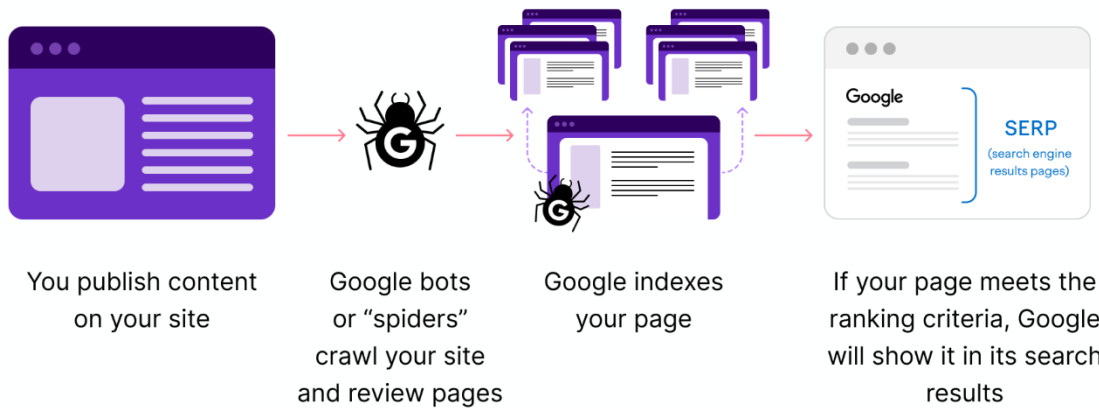 G
G
Google
SERP
(search engine
results pages)
You publish content
on your site
Google bots
or “spiders”
crawl your site
and review pages
Google indexes
your page
If your page meets the
ranking criteria, Google
will show it in its search
results